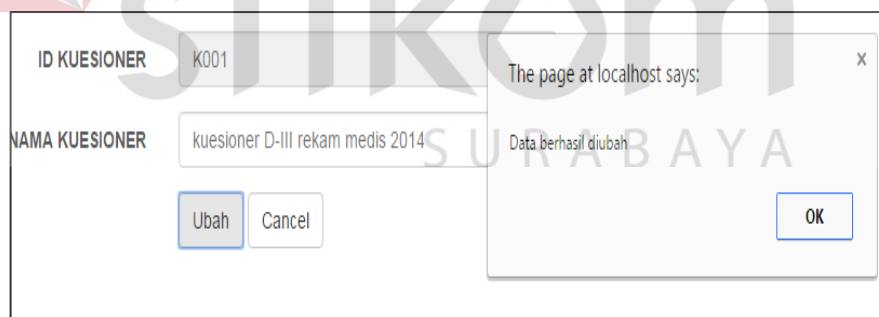 stikom
SURABAYA
ID KUESIONER K001
NAMA KUESIONER kuesioner D-III rekam medis 2014
Ubah Cancel
The page at localhost says: x
Data berhasil diubah
OK